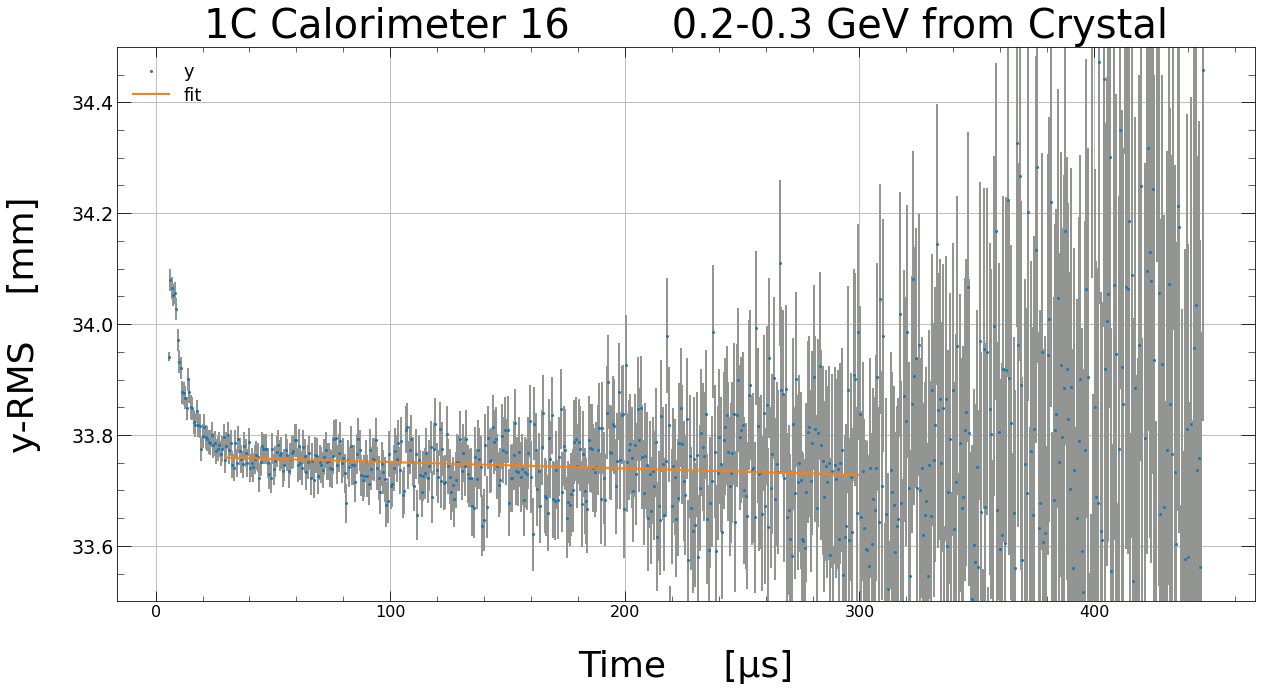 1C Calorimeter 16 0.2-0.3 GeV from Crystal
y
fit
34.4
34.2
34.0
33.8
33.6
y-RMS [mm]
0 100 200 300 400
Time [μs]